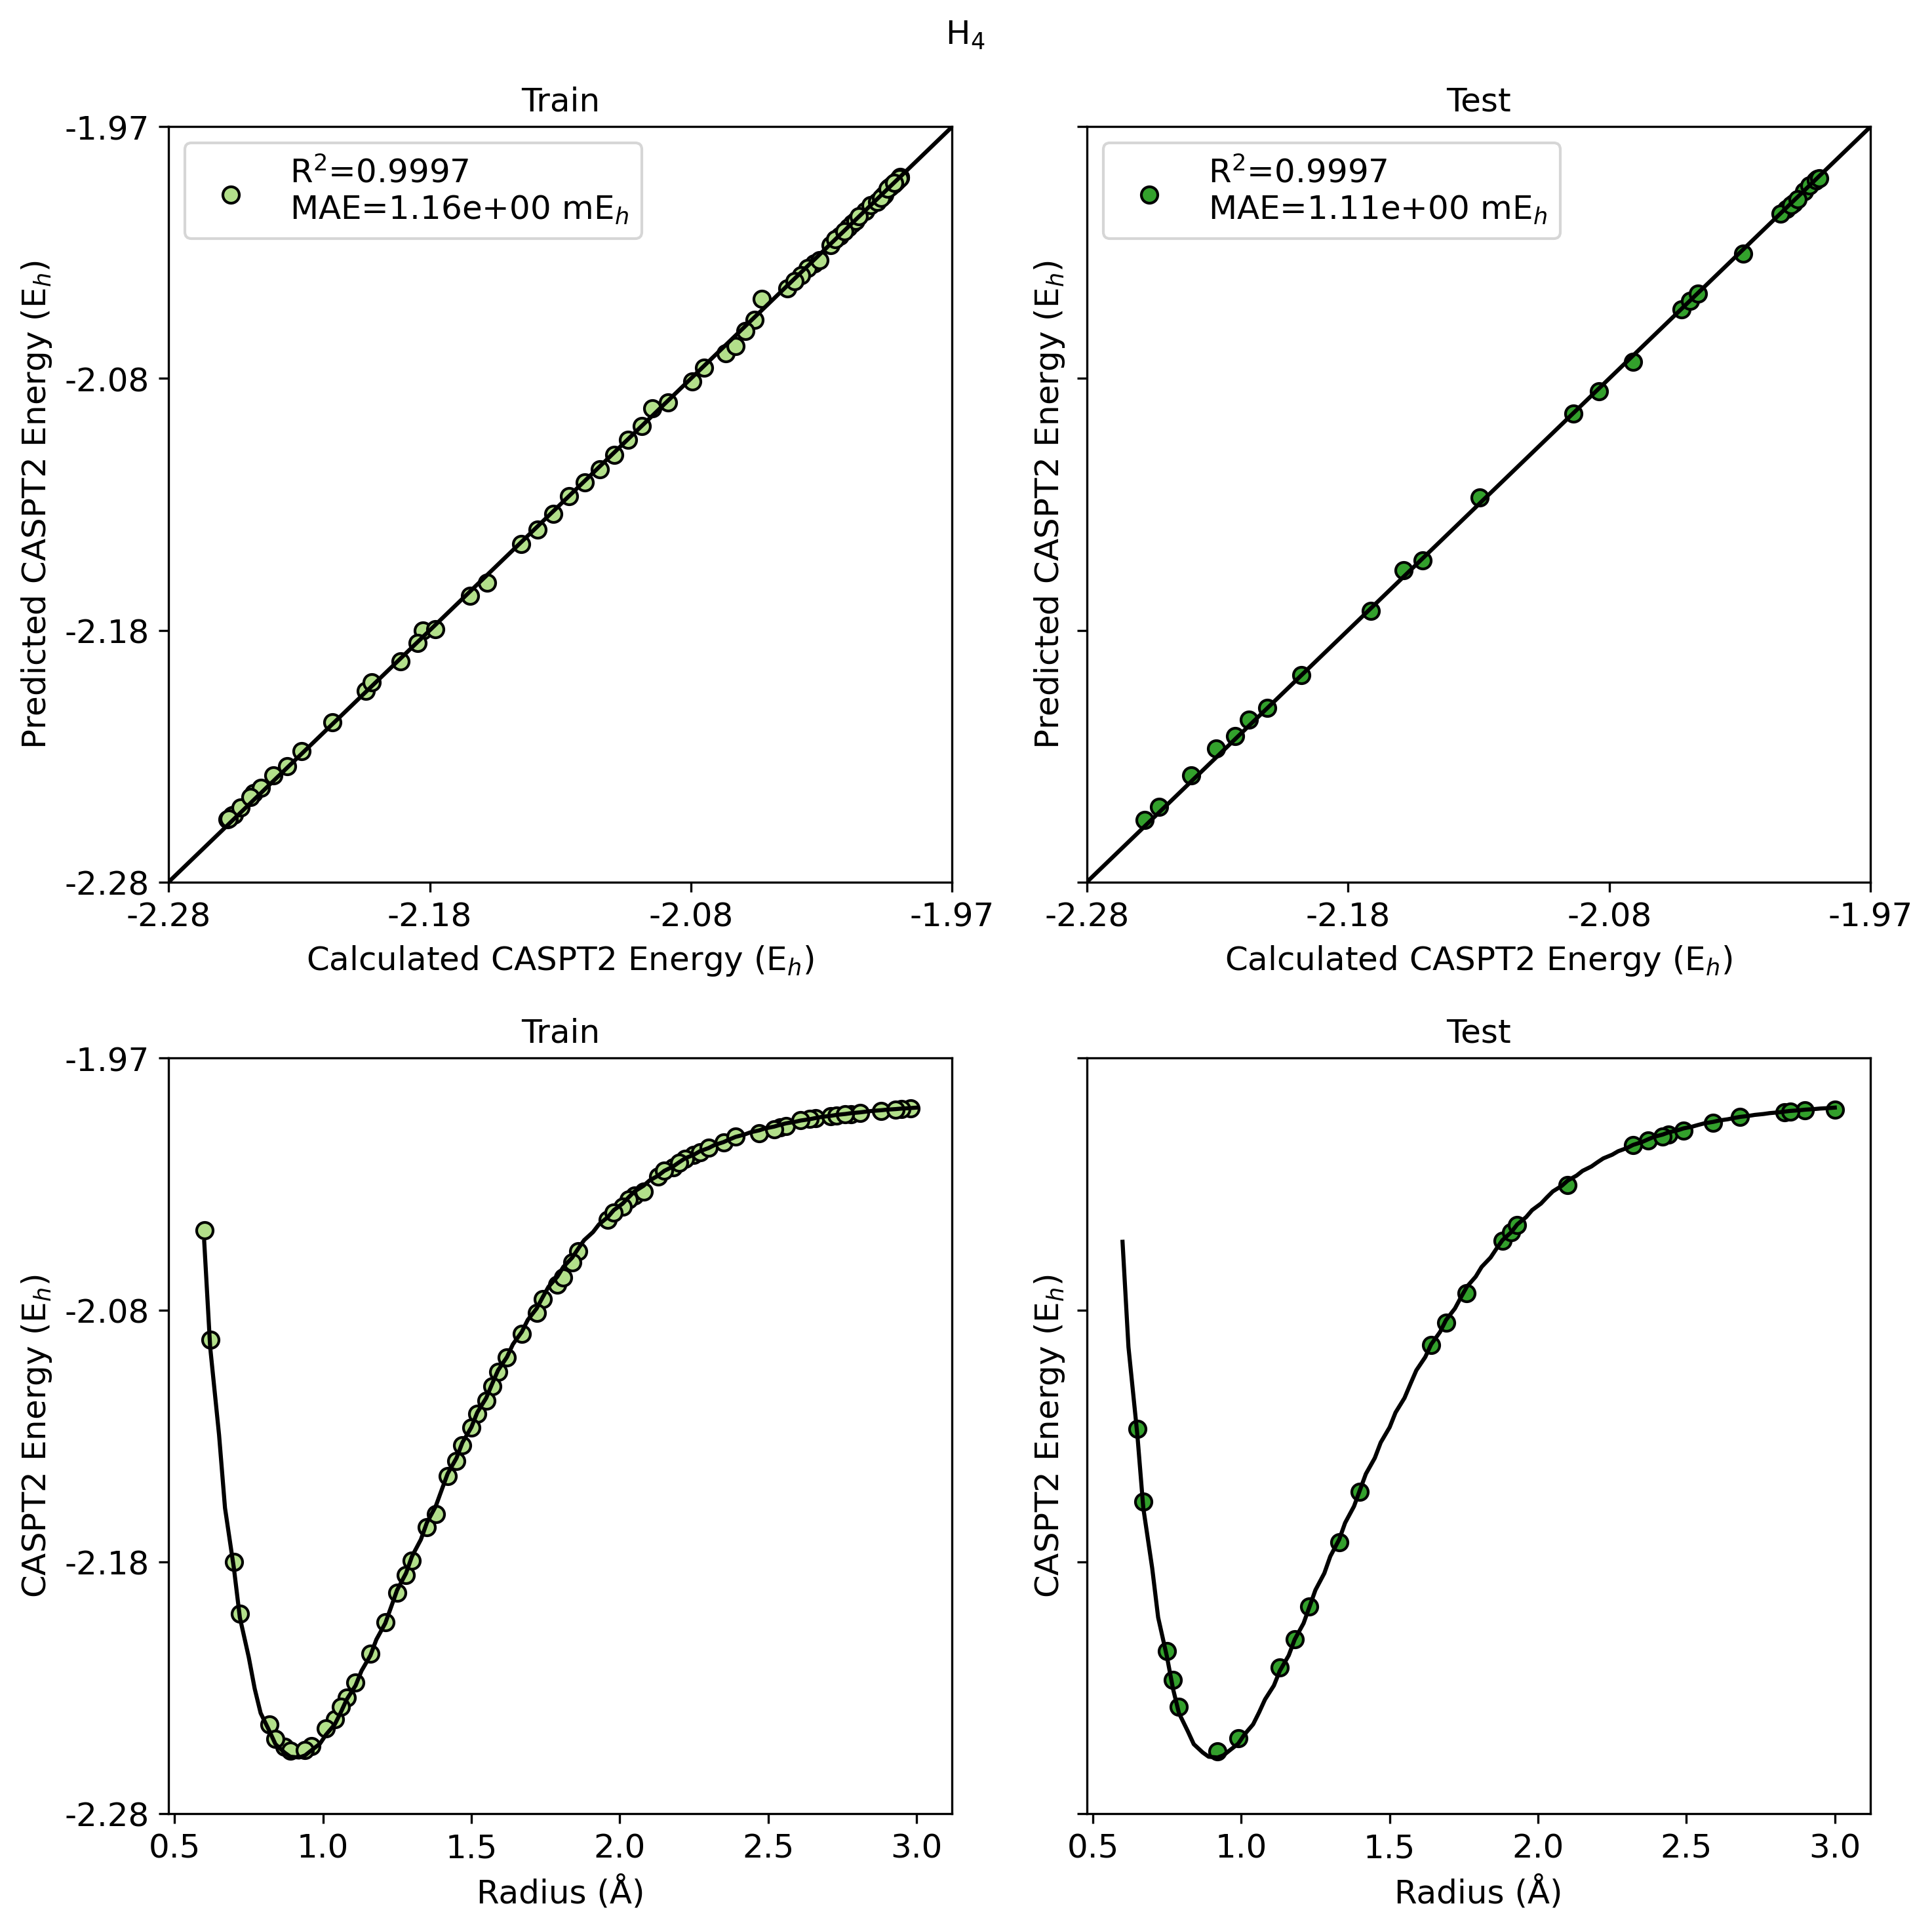 H₄
Train
Test
-1.97
-2.08
-2.18
-2.28
Predicted CASPT2 Energy (Eₕ)
R²=0.9997
MAE=1.16e+00 mEₕ
-2.28 -2.18 -2.08 -1.97
Calculated CASPT2 Energy (Eₕ)
Predicted CASPT2 Energy (Eₕ)
R²=0.9997
MAE=1.11e+00 mEₕ
-2.28 -2.18 -2.08 -1.97
Calculated CASPT2 Energy (Eₕ)
Train
Test
-1.97
-2.08
-2.18
-2.28
CASPT2 Energy (Eₕ)
0.5 1.0 1.5 2.0 2.5 3.0
Radius (Å)
CASPT2 Energy (Eₕ)
0.5 1.0 1.5 2.0 2.5 3.0
Radius (Å)